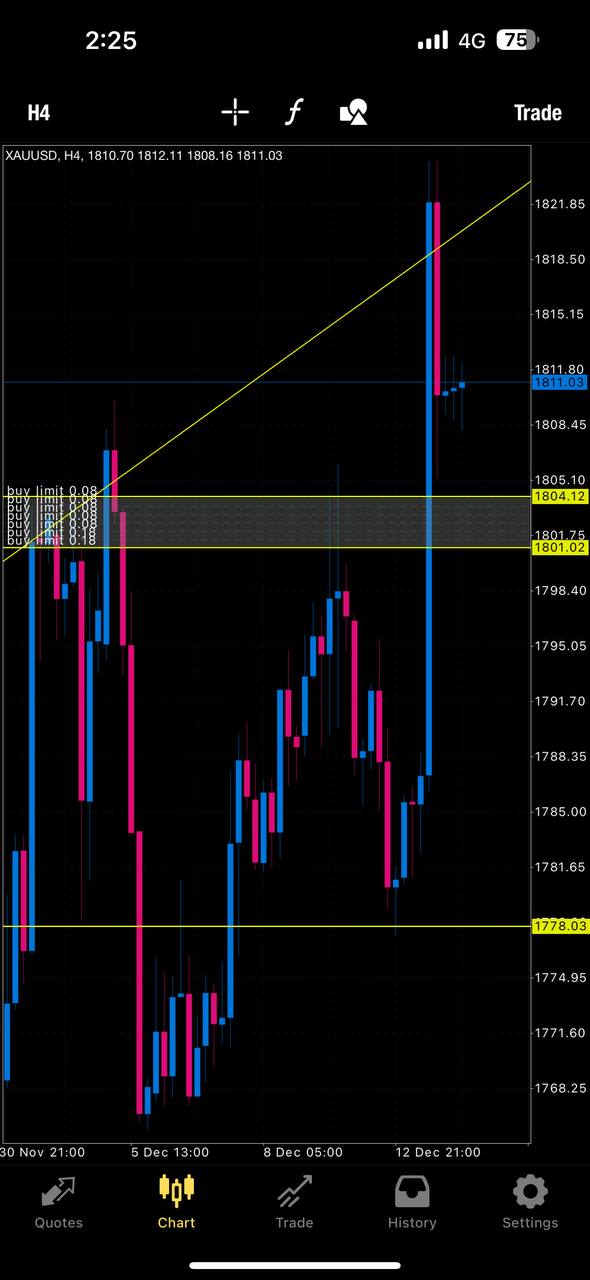 2:25 4G 75
H4 Trade
XAUUSD, H4, 1810.70 1812.11 1808.16 1811.03
1821.85
1818.50
1815.15
1811.80
1811.03
1808.45
1805.10
buy limit 0.08
1804.12
buy limit 0.08
buy limit 0.08
buy limit 0.08
1801.75
buy limit 0.18
1801.02
1798.40
1795.05
1791.70
1788.35
1785.00
1781.65
1778.03
1774.95
1771.60
1768.25
30 Nov 21:00 5 Dec 13:00 8 Dec 05:00 12 Dec 21:00
Quotes Chart Trade History Settings